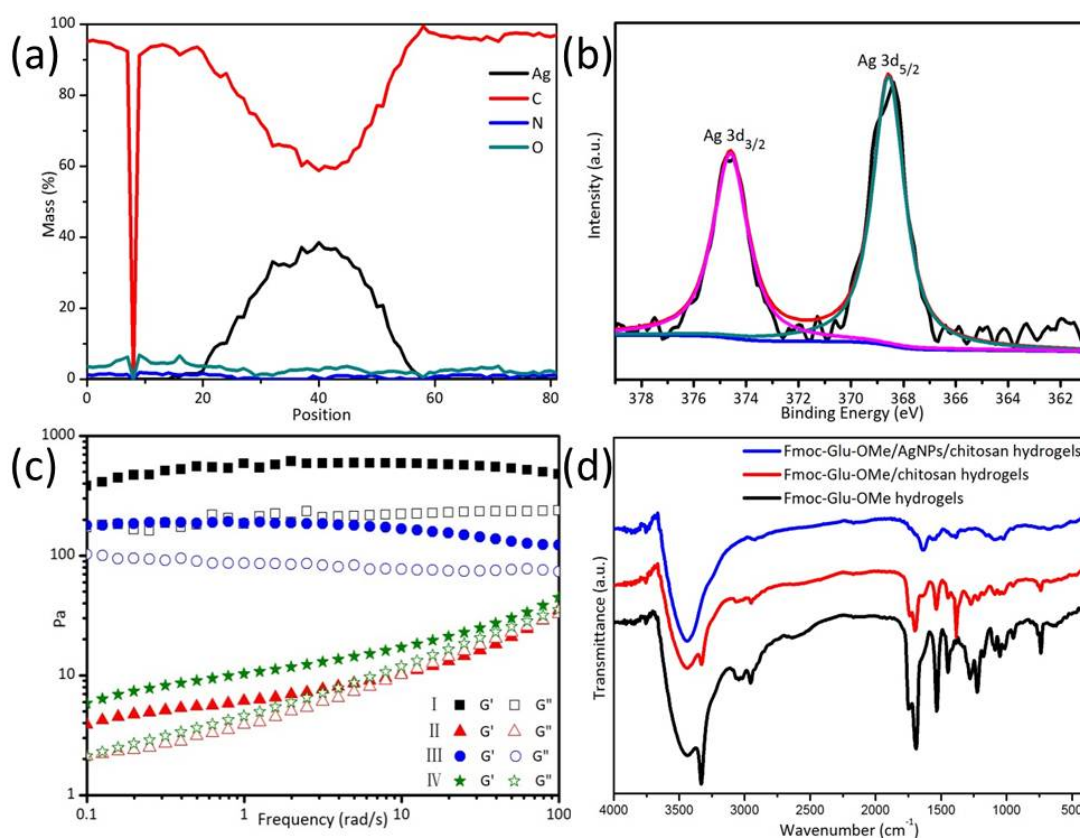 (a)
100
80
60
40
20
0
Mass (%)
Ag
C
N
O
0 20 40 60 80
Position
(b)
Ag 3d5/2
Ag 3d3/2
Intensity (a.u.)
378 376 374 372 370 368 366 364 362
Binding Energy (eV)
(c)
1000
100
10
1
Pa
I G' G"
II G' G"
III G' G"
IV G' G"
0.1 1 10 100
Frequency (rad/s)
(d)
Fmoc-Glu-OMe/AgNPs/chitosan hydrogels
Fmoc-Glu-OMe/chitosan hydrogels
Fmoc-Glu-OMe hydrogels
Transmittance (a.u.)
4000 3500 3000 2500 2000 1500 1000 500
Wavenumber (cm-1)